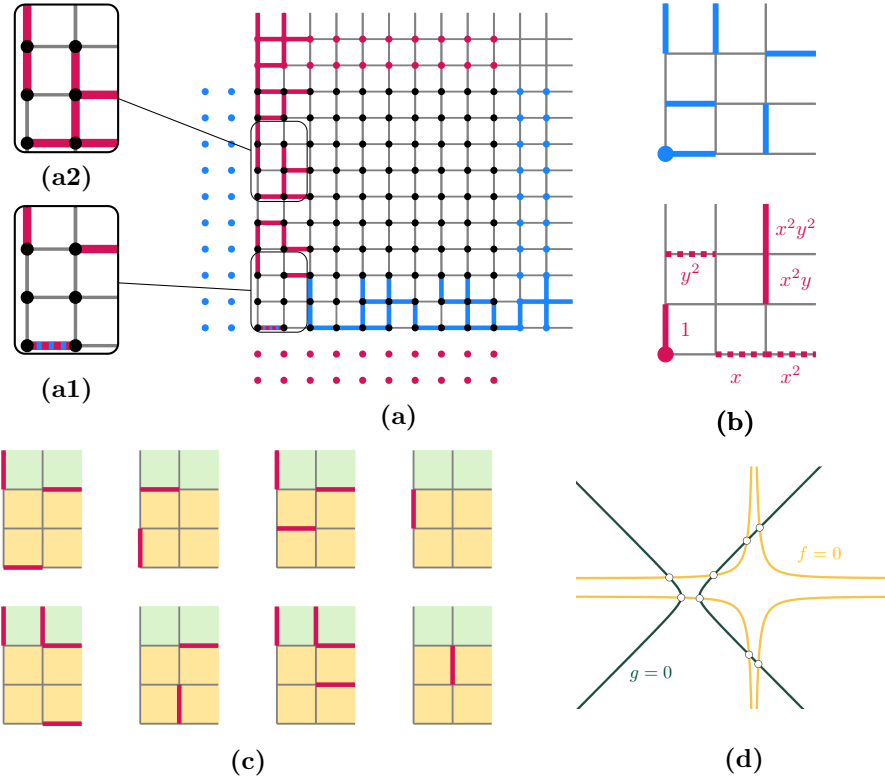 (a2)
(a1)
(a)
x²y²
y²
x²y
1
x
x²
(b)
(c)
f = 0
g = 0
(d)